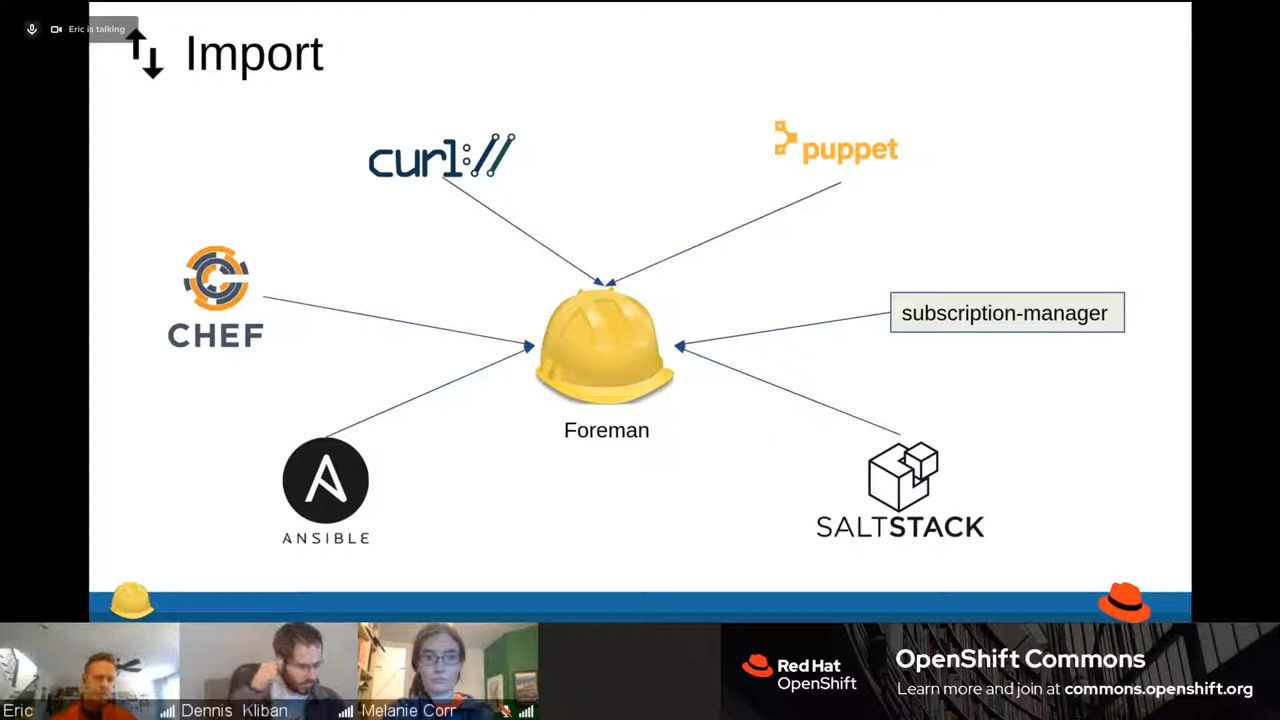 Eric is talking
Import
curl://
puppet
CHEF
subscription-manager
Foreman
ANSIBLE
SALTSTACK
Eric
Dennis Kliban
Melanie Corr
Red Hat
OpenShift
OpenShift Commons
Learn more and join at commons.openshift.org